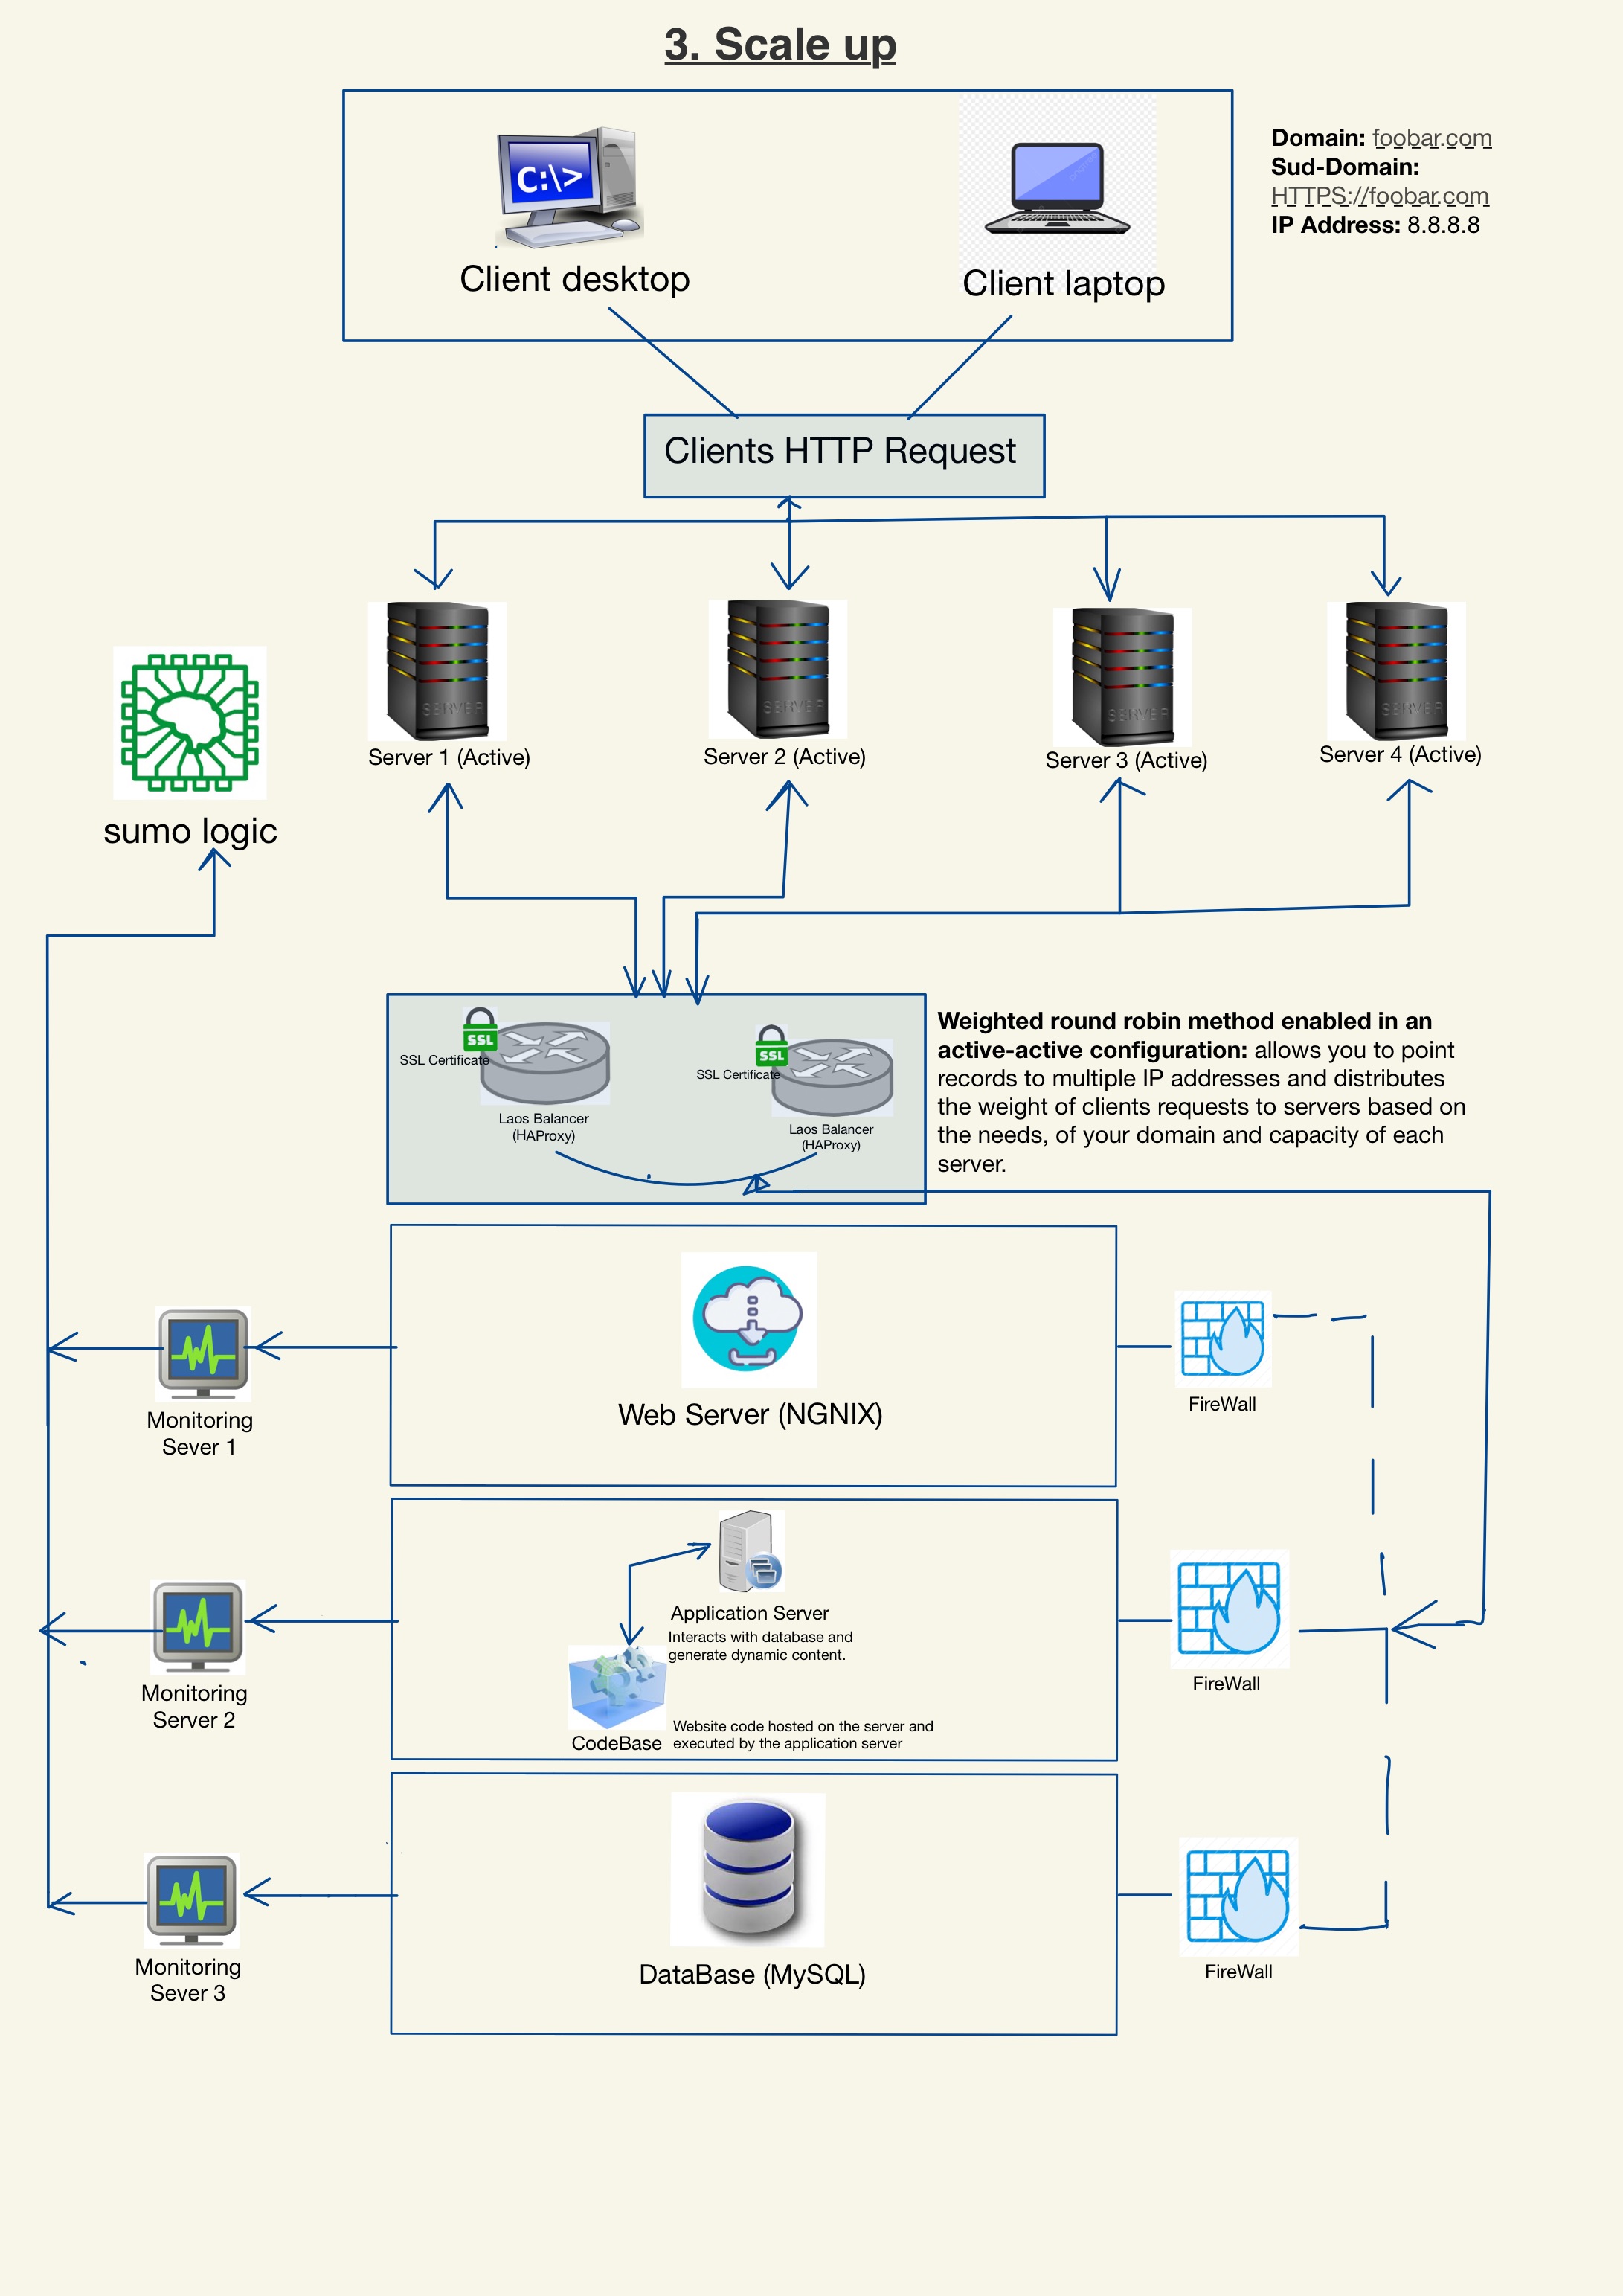 3. Scale up
C:\>
Client desktop
Client laptop
Domain: foobar.com
Sud-Domain:
HTTPS://foobar.com
IP Address: 8.8.8.8
Clients HTTP Request
SERVER
SERVER
SERVER
SERVER
Server 1 (Active)
Server 2 (Active)
Server 3 (Active)
Server 4 (Active)
sumo logic
SSL
SSL Certificate
Laos Balancer
(HAProxy)
SSL
SSL Certificate
Laos Balancer
(HAProxy)
Weighted round robin method enabled in an
active-active configuration: allows you to point
records to multiple IP addresses and distributes
the weight of clients requests to servers based on
the needs, of your domain and capacity of each
server.
Web Server (NGNIX)
FireWall
Monitoring
Sever 1
Application Server
Interacts with database and
generate dynamic content.
CodeBase
Website code hosted on the server and
executed by the application server
FireWall
Monitoring
Server 2
DataBase (MySQL)
FireWall
Monitoring
Sever 3